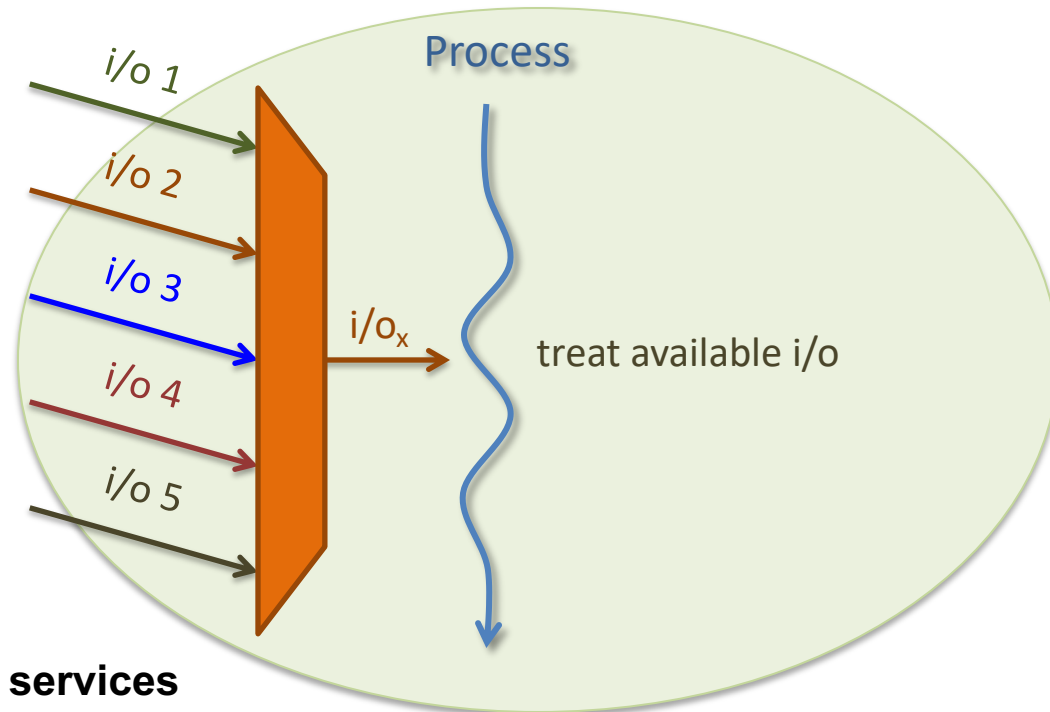 Process
i/o 1
i/o 2
i/o 3
i/oₓ
treat available i/o
i/o 4
i/o 5
services